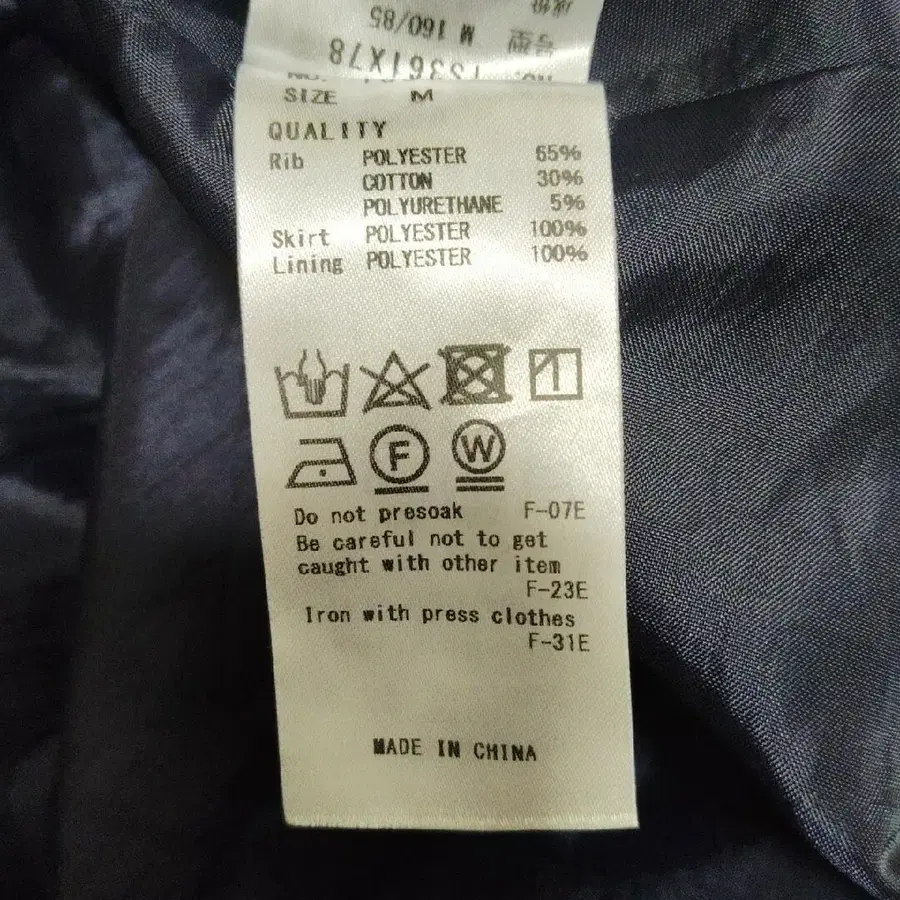 M 160/85
号型
SIZE M
QUALITY
Rib POLYESTER 65%
COTTON 30%
POLYURETHANE 5%
Skirt POLYESTER 100%
Lining POLYESTER 100%
F
W
Do not presoak F-07E
Be careful not to get
caught with other item
F-23E
Iron with press clothes
F-31E
MADE IN CHINA